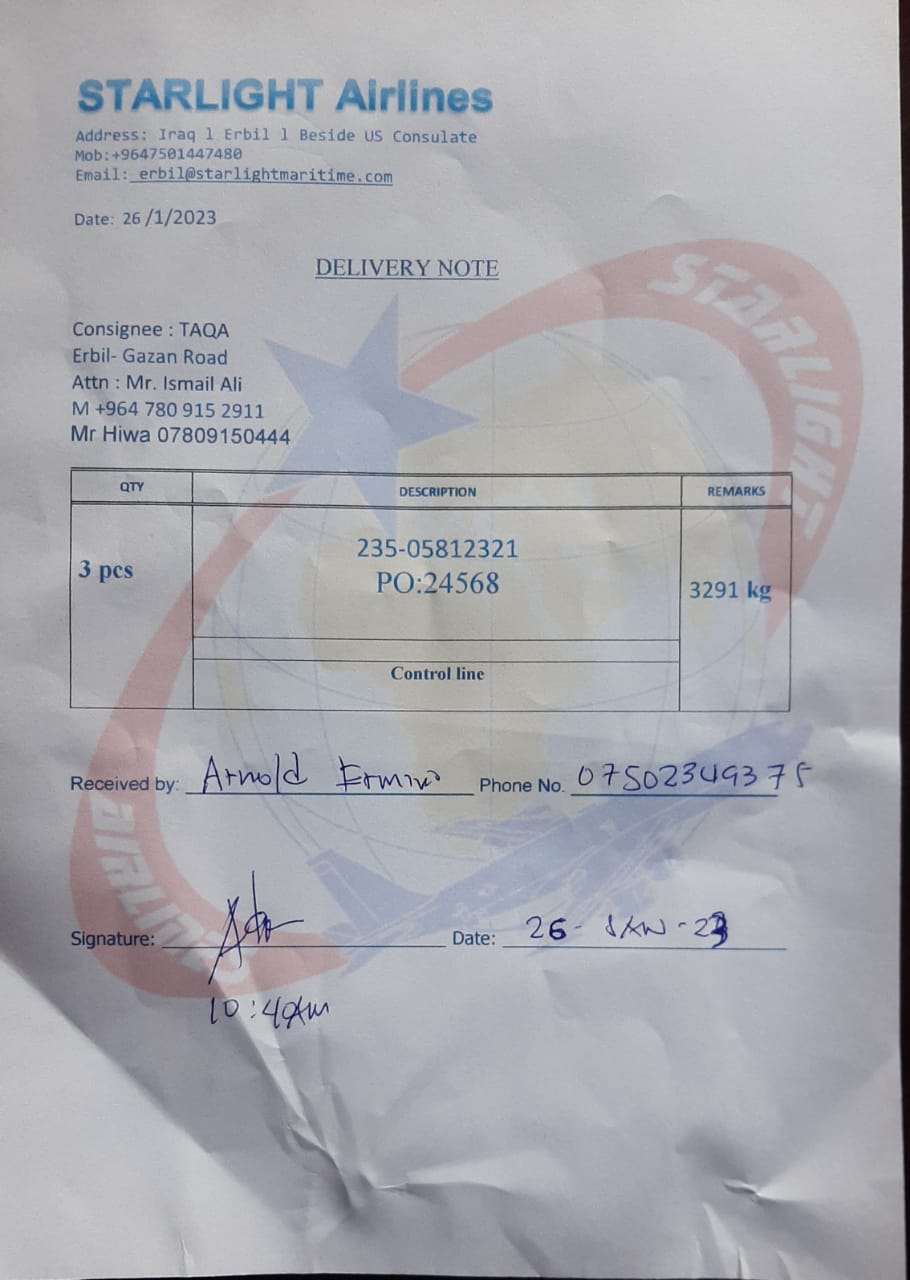 STARLIGHT Airlines
Address: Iraq l Erbil l Beside US Consulate
Mob:+9647501447480
Email: erbil@starlightmaritime.com
Date: 26/1/2023
DELIVERY NOTE
STARLIGHT
Consignee : TAQA
Erbil- Gazan Road
Attn : Mr. Ismail Ali
M +964 780 915 2911
Mr Hiwa 07809150444
QTY DESCRIPTION REMARKS
235-05812321
3 pcs PO:24568 3291 kg
Control line
Received by: Arnold Phone No. 07502349375
AIRLINES
Signature: Date: 26-JAN-23
10:40AM